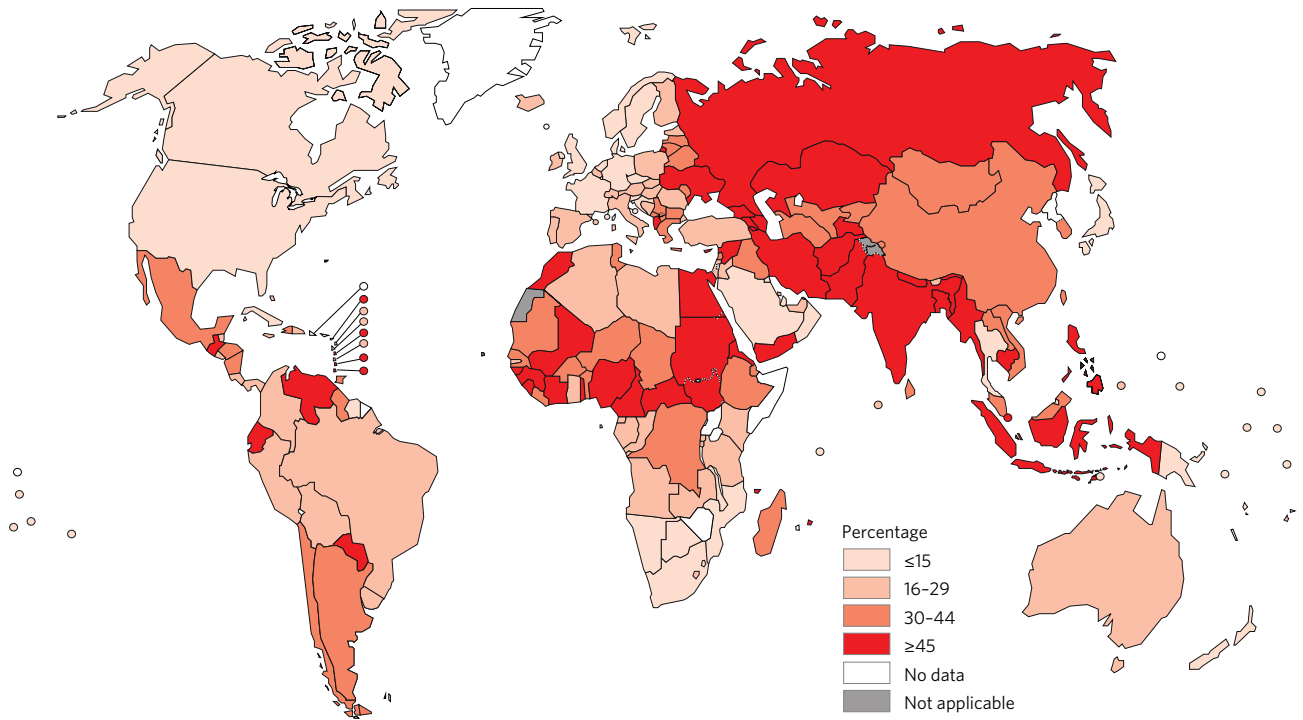 Percentage
≤15
16–29
30–44
≥45
No data
Not applicable